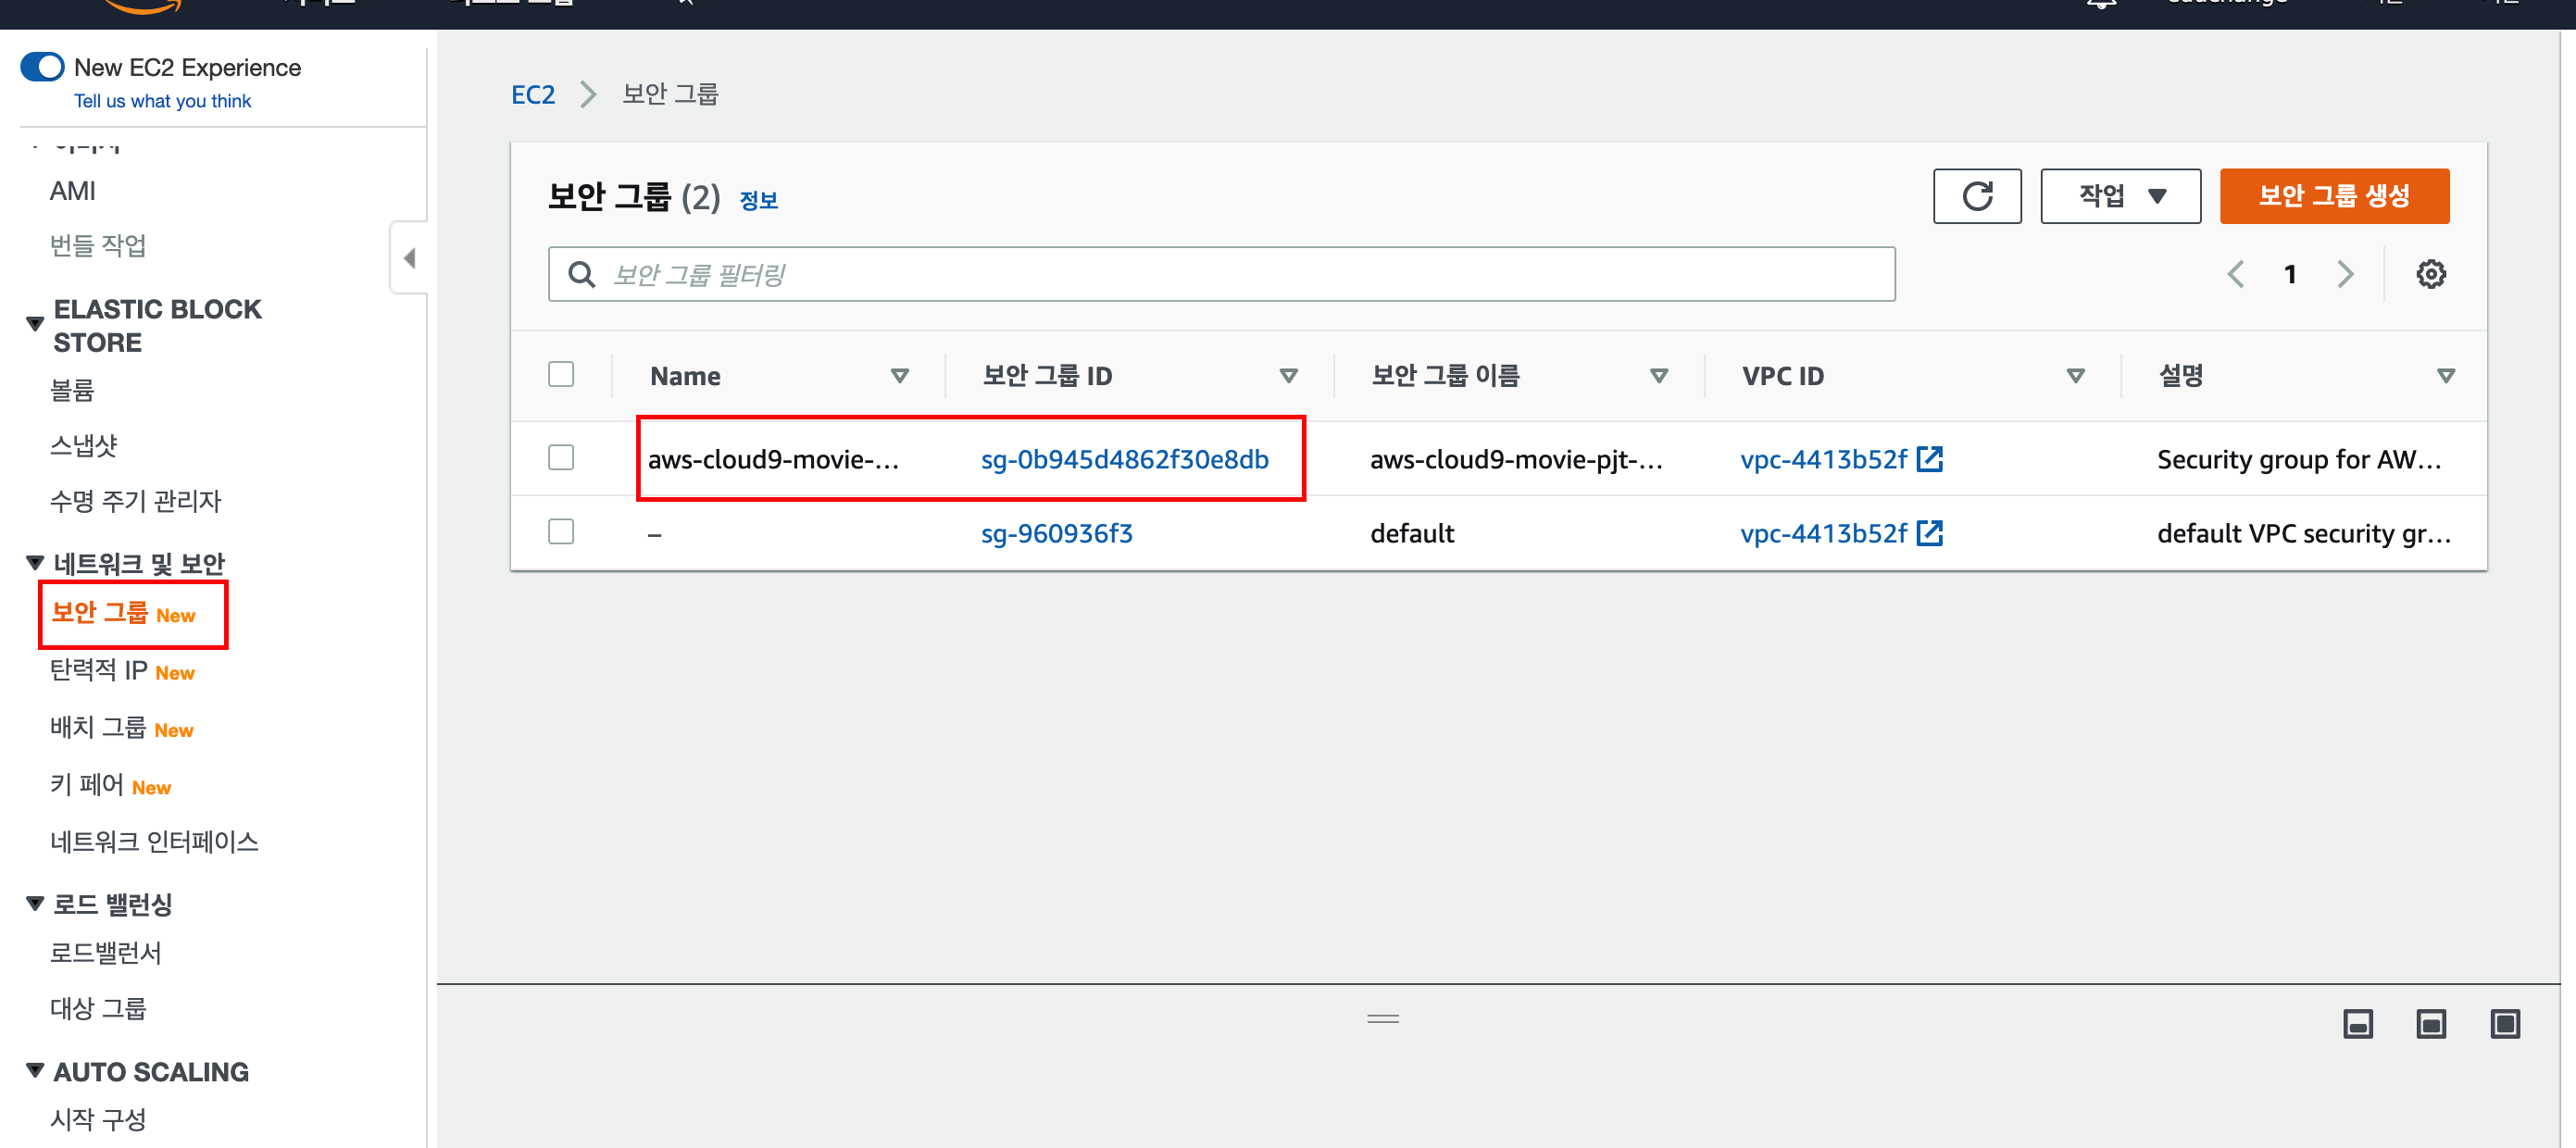 New EC2 Experience
Tell us what you think
AMI
번들 작업
ELASTIC BLOCK
STORE
볼륨
스냅샷
수명 주기 관리자
네트워크 및 보안
보안 그룹 New
탄력적 IP New
배치 그룹 New
키 페어 New
네트워크 인터페이스
로드 밸런싱
로드밸런서
대상 그룹
AUTO SCALING
시작 구성
EC2 보안 그룹
보안 그룹 (2) 정보
작업
보안 그룹 생성
보안 그룹 필터링
1
Name 보안 그룹 ID 보안 그룹 이름 VPC ID 설명
aws-cloud9-movie-... sg-0b945d4862f30e8db aws-cloud9-movie-pjt-... vpc-4413b52f Security group for AW...
– sg-960936f3 default vpc-4413b52f default VPC security gr...